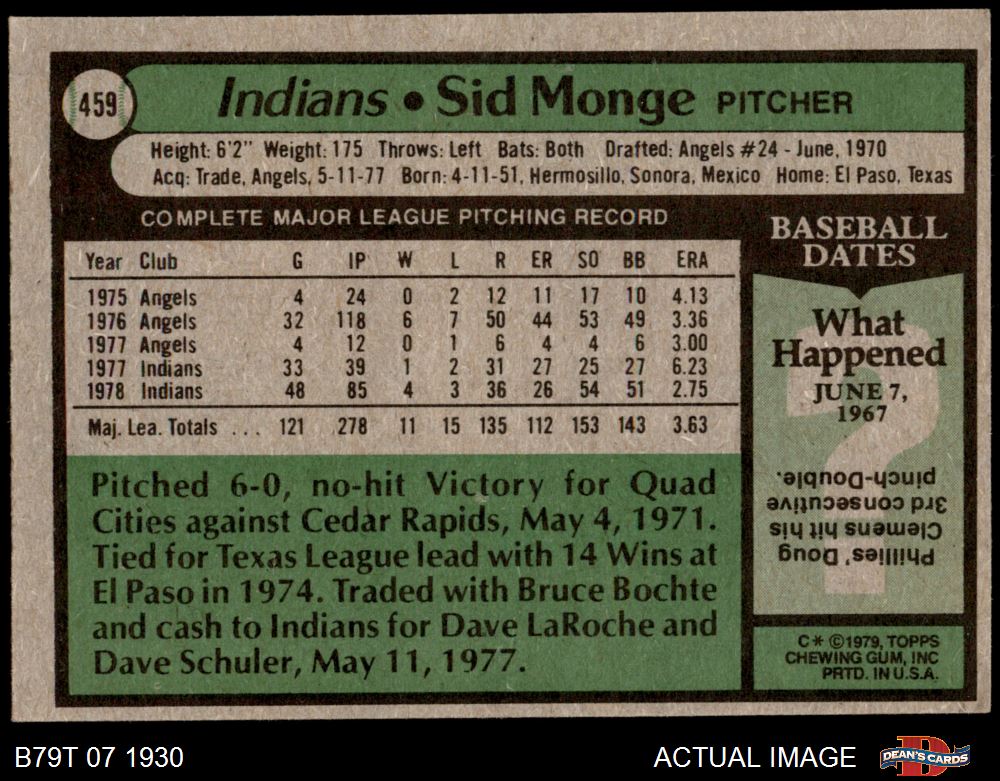 459
Indians • Sid Monge PITCHER
Height: 6'2" Weight: 175 Throws: Left Bats: Both Drafted: Angels #24 - June, 1970
Acq: Trade, Angels, 5-11-77 Born: 4-11-51, Hermosillo, Sonora, Mexico Home: El Paso, Texas
COMPLETE MAJOR LEAGUE PITCHING RECORD
Year Club G IP W L R ER SO BB ERA
1975 Angels 4 24 0 2 12 11 17 10 4.13
1976 Angels 32 118 6 7 50 44 53 49 3.36
1977 Angels 4 12 0 1 6 4 4 6 3.00
1977 Indians 33 39 1 2 31 27 25 27 6.23
1978 Indians 48 85 4 3 36 26 54 51 2.75
Maj. Lea. Totals ... 121 278 11 15 135 112 153 143 3.63
Pitched 6-0, no-hit Victory for Quad
Cities against Cedar Rapids, May 4, 1971.
Tied for Texas League lead with 14 Wins at
El Paso in 1974. Traded with Bruce Bochte
and cash to Indians for Dave LaRoche and
Dave Schuler, May 11, 1977.
BASEBALL
DATES
What
Happened
JUNE 7,
1967
Phillies' Doug
Clemens hit his
3rd consecutive
pinch-Double.
C* ©1979, TOPPS
CHEWING GUM, INC
PRTD. IN U.S.A.
B79T 07 1930
ACTUAL IMAGE
DEAN'S CARDS